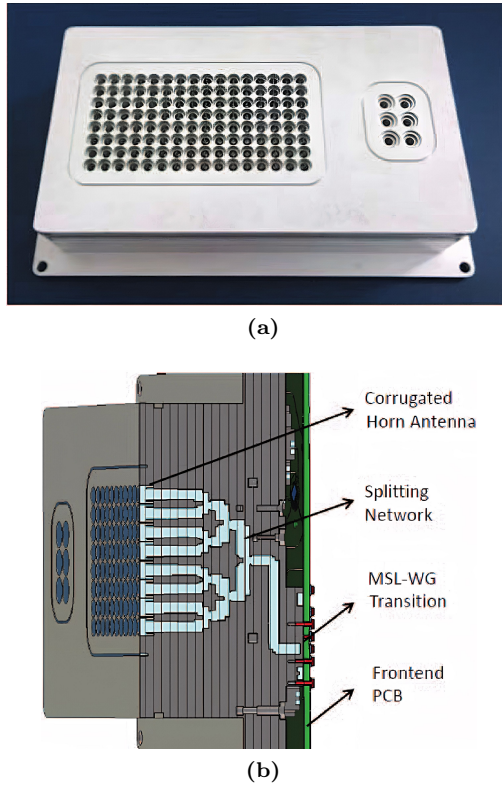 (a)
Corrugated
Horn Antenna
Splitting
Network
MSL-WG
Transition
Frontend
PCB
(b)